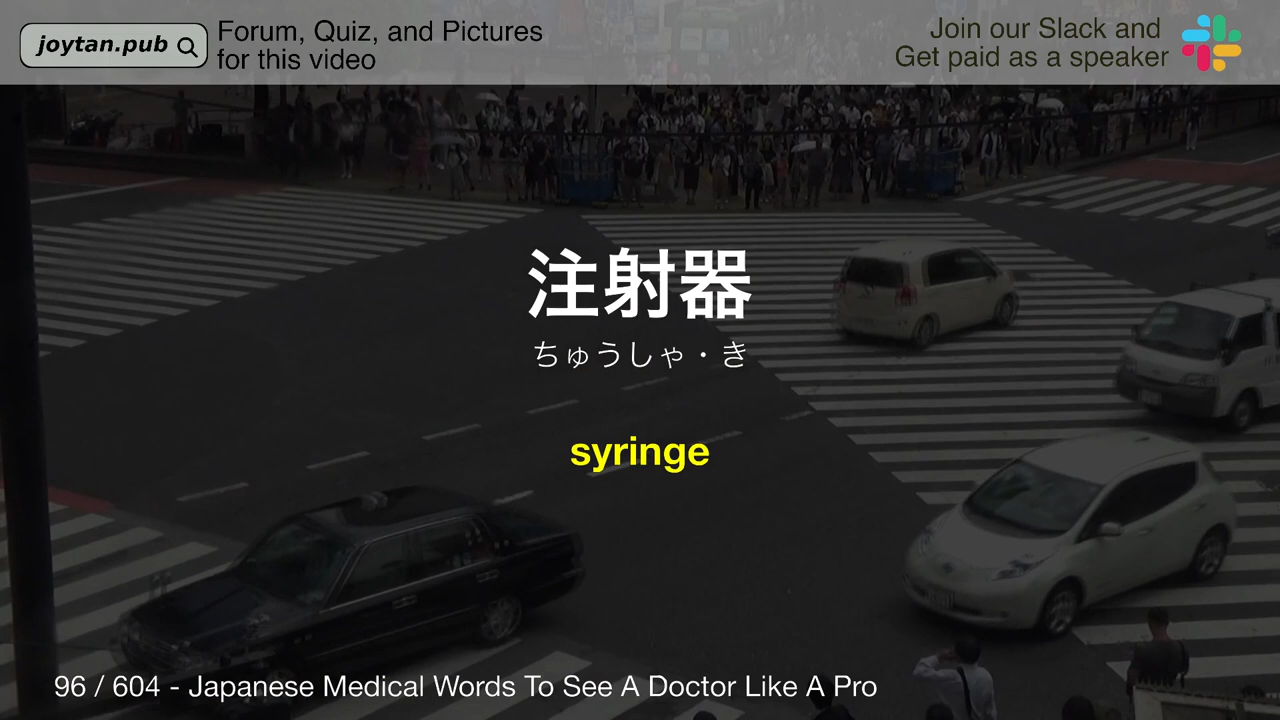 joytan.pub
Forum, Quiz, and Pictures
for this video
Join our Slack and
Get paid as a speaker
注射器
ちゅうしゃ・き
syringe
96 / 604 - Japanese Medical Words To See A Doctor Like A Pro